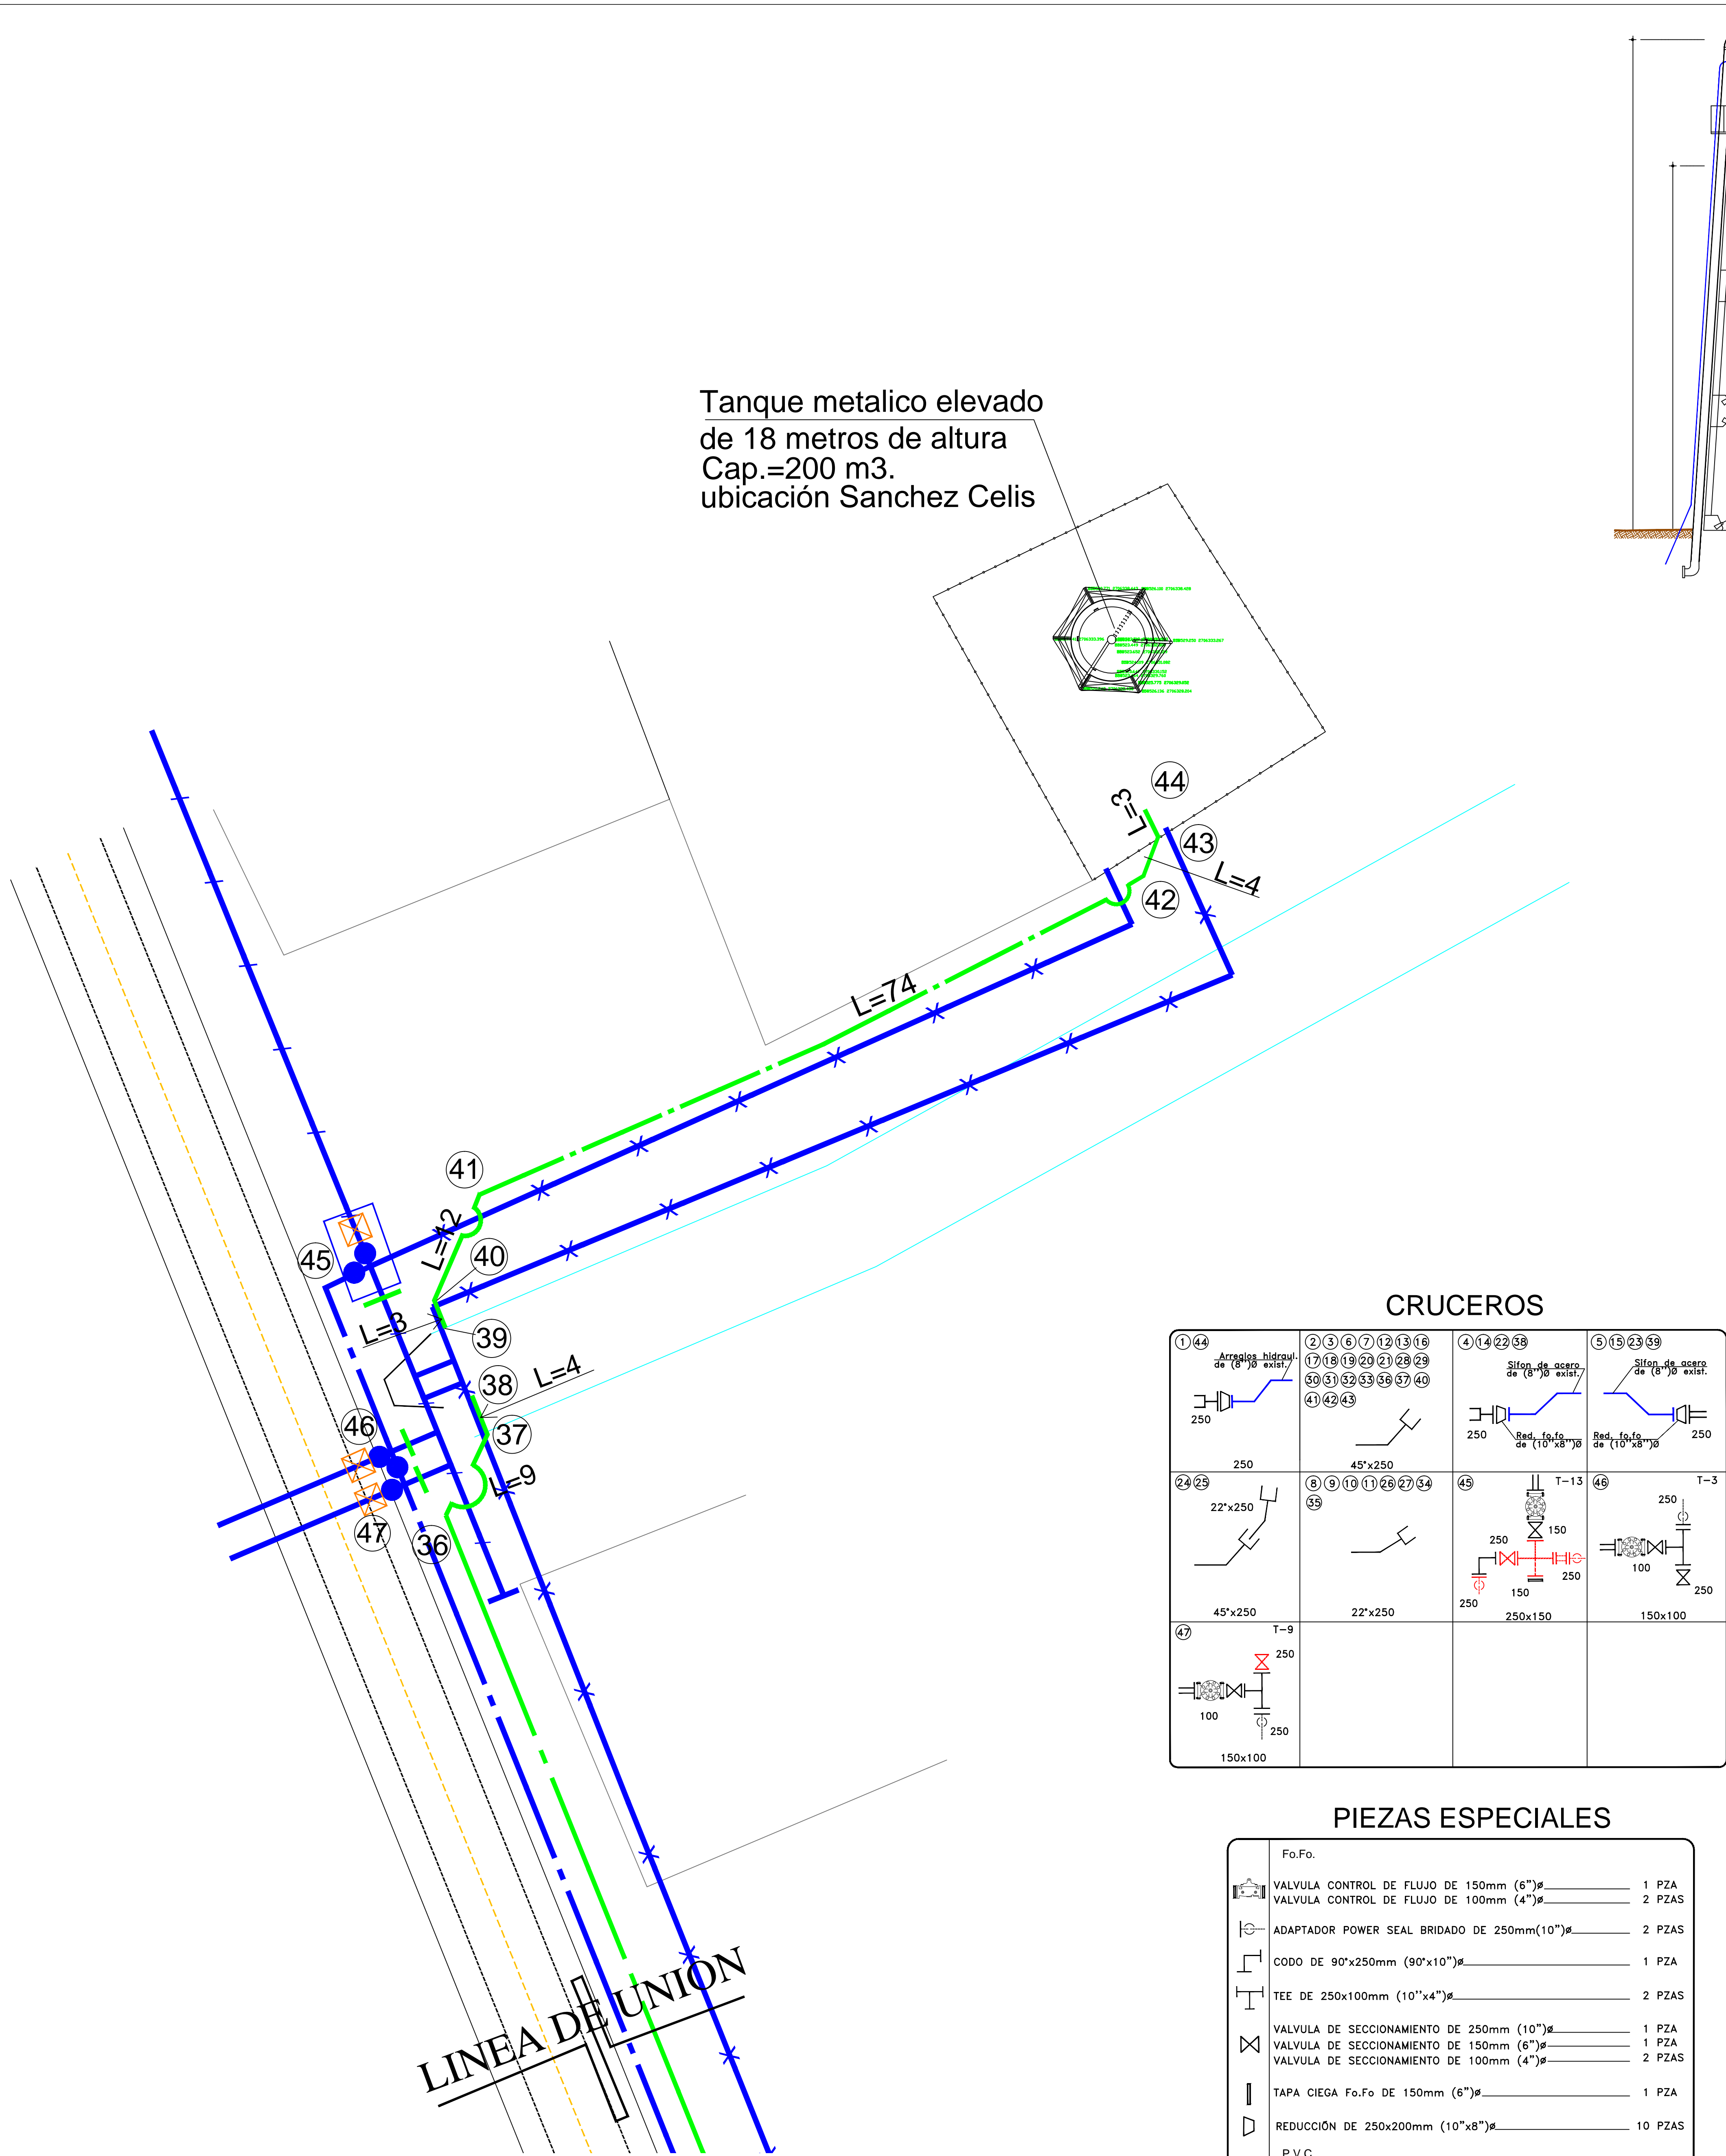 Tanque metalico elevado
de 18 metros de altura
Cap.=200 m3.
ubicación Sanchez Celis
44
L=3
43
L=4
42
L=74
41
L=12
40
45
L=3
39
L=4
38
46
37
L=9
47
36
LINEA DE UNION
CRUCEROS
1 44
Arreglos hidraul.
de (8")Ø exist.
250
250
2 3 6 7 12 13 16
17 18 19 20 21 28 29
30 31 32 33 36 37 40
41 42 43
45°x250
4 14 22 38
Sifon de acero
de (8")Ø exist.
250
Red. fo.fo
de (10"x8")Ø
5 15 23 39
Sifon de acero
de (8")Ø exist.
Red. fo.fo
de (10"x8")Ø
250
24 25
22°x250
45°x250
8 9 10 11 26 27 34
35
22°x250
45
T-13
150
250
250
150
250
250x150
46
T-3
250
100
250
150x100
47
T-9
250
100
250
150x100
PIEZAS ESPECIALES
Fo.Fo.
VALVULA CONTROL DE FLUJO DE 150mm (6")ø 1 PZA
VALVULA CONTROL DE FLUJO DE 100mm (4")ø 2 PZAS
ADAPTADOR POWER SEAL BRIDADO DE 250mm(10")ø 2 PZAS
CODO DE 90°x250mm (90°x10")ø 1 PZA
TEE DE 250x100mm (10''x4")ø 2 PZAS
VALVULA DE SECCIONAMIENTO DE 250mm (10")ø 1 PZA
VALVULA DE SECCIONAMIENTO DE 150mm (6")ø 1 PZA
VALVULA DE SECCIONAMIENTO DE 100mm (4")ø 2 PZAS
TAPA CIEGA Fo.Fo DE 150mm (6")ø 1 PZA
REDUCCIÓN DE 250x200mm (10"x8")ø 10 PZAS
P.V.C.